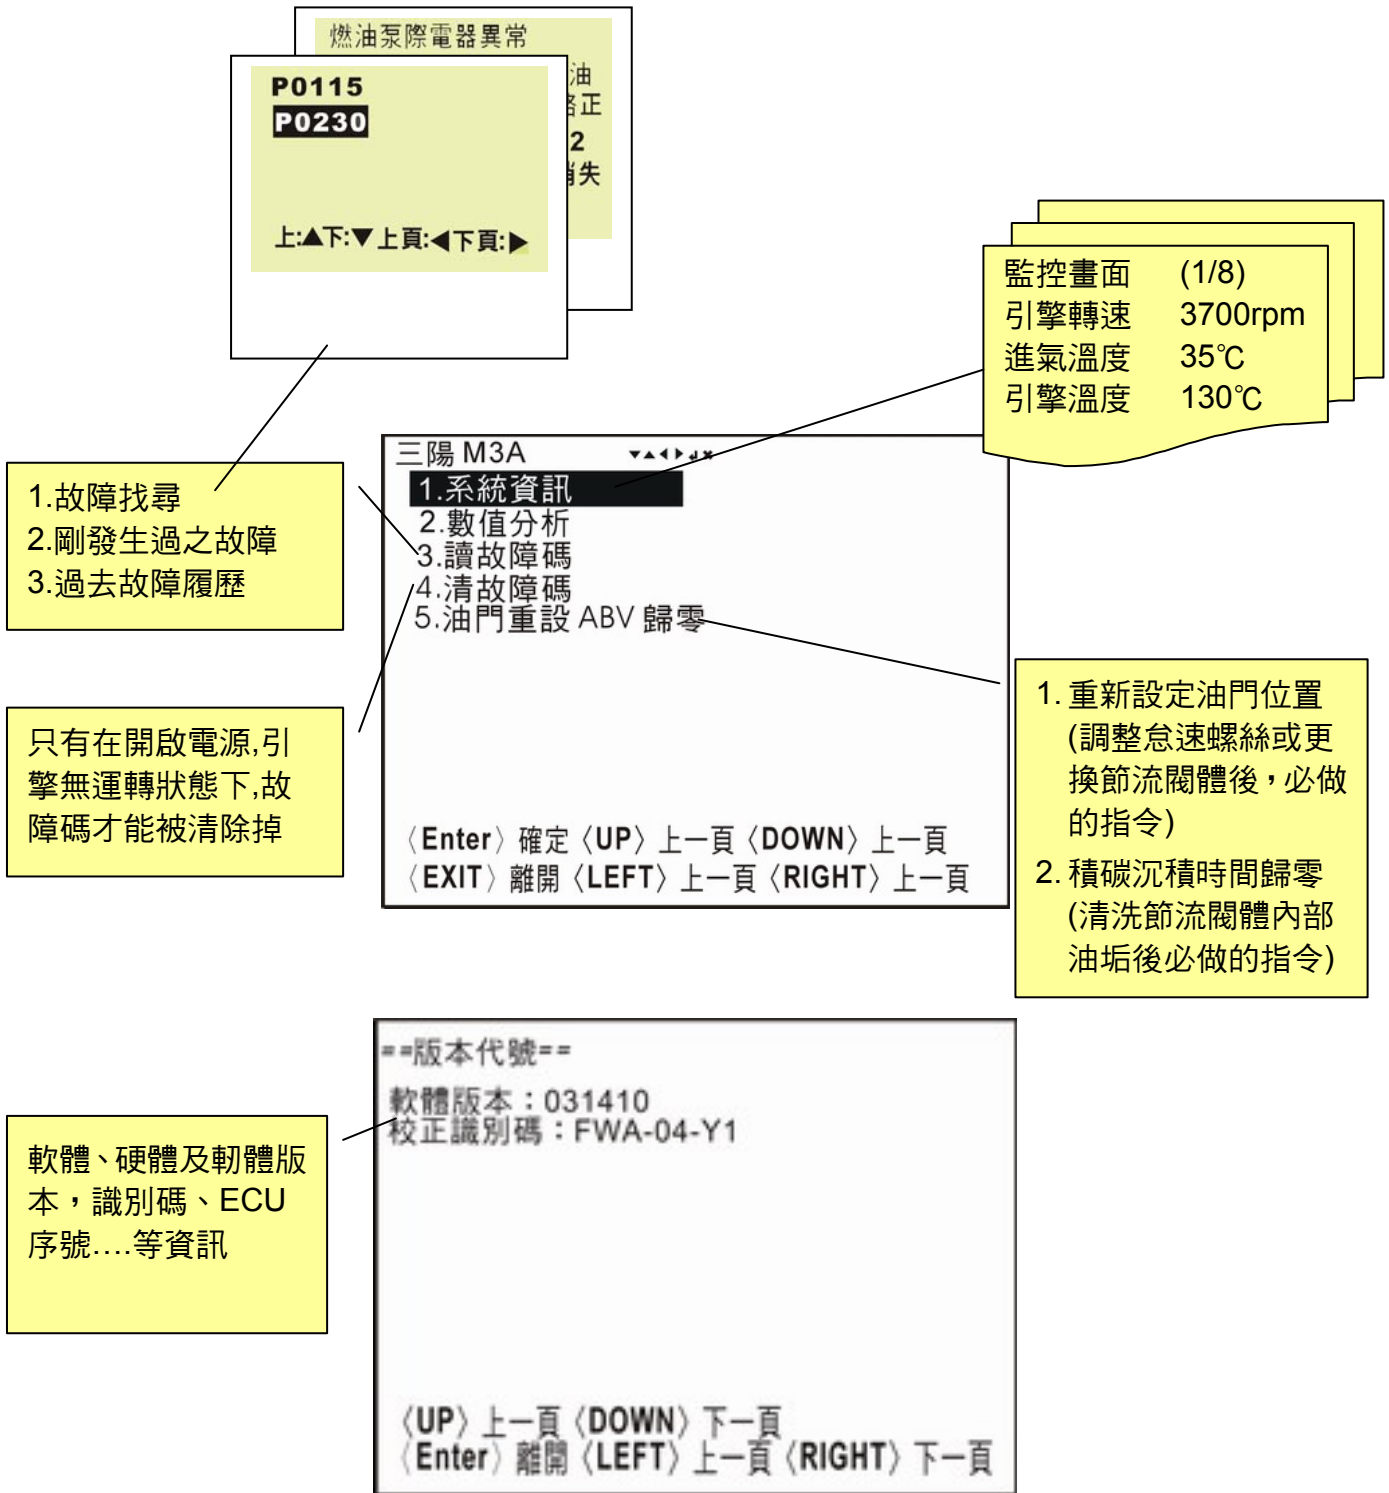 燃油泵際電器異常
油
路正
2
消失
P0115
P0230
上:▲下:▼上頁:◀下頁:▶
監控畫面 (1/8)
引擎轉速 3700rpm
進氣溫度 35℃
引擎溫度 130℃
1.故障找尋
2.剛發生過之故障
3.過去故障履歷
三陽 M3A ▼▲◀▶↲✖
1.系統資訊
2.數值分析
3.讀故障碼
4.清故障碼
5.油門重設 ABV 歸零
〈Enter〉確定〈UP〉上一頁〈DOWN〉上一頁
〈EXIT〉離開〈LEFT〉上一頁〈RIGHT〉上一頁
只有在開啟電源,引
擎無運轉狀態下,故
障碼才能被清除掉
1. 重新設定油門位置
(調整怠速螺絲或更
換節流閥體後，必做
的指令)
2. 積碳沉積時間歸零
(清洗節流閥體內部
油垢後必做的指令)
==版本代號==
軟體版本：031410
校正識別碼：FWA-04-Y1
〈UP〉上一頁〈DOWN〉下一頁
〈Enter〉離開〈LEFT〉上一頁〈RIGHT〉下一頁
軟體、硬體及韌體版
本，識別碼、ECU
序號....等資訊